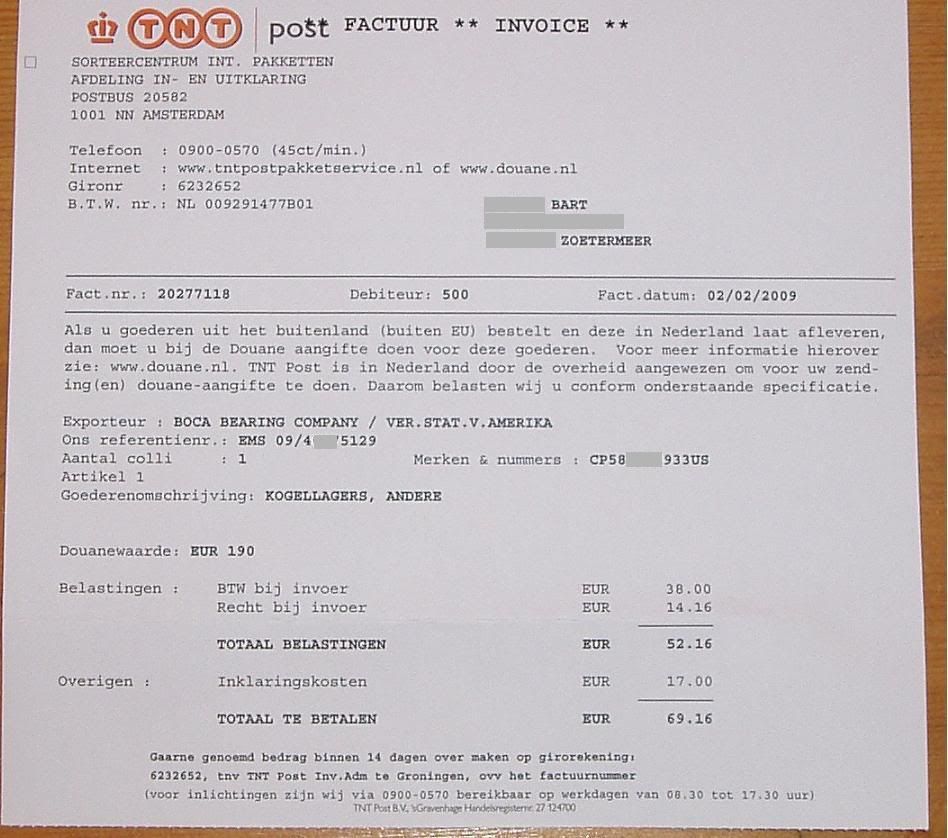 TNT post ** FACTUUR ** INVOICE **
SORTEERCENTRUM INT. PAKKETTEN
AFDELING IN- EN UITKLARING
POSTBUS 20582
1001 NN AMSTERDAM
Telefoon : 0900-0570 (45ct/min.)
Internet : www.tntpostpakketservice.nl of www.douane.nl
Gironr : 6232652
B.T.W. nr.: NL 009291477B01
BART
ZOETERMEER
Fact.nr.: 20277118 Debiteur: 500 Fact.datum: 02/02/2009
Als u goederen uit het buitenland (buiten EU) bestelt en deze in Nederland laat afleveren,
dan moet u bij de Douane aangifte doen voor deze goederen. Voor meer informatie hierover
zie: www.douane.nl. TNT Post is in Nederland door de overheid aangewezen om voor uw zend-
ing(en) douane-aangifte te doen. Daarom belasten wij u conform onderstaande specificatie.
Exporteur : BOCA BEARING COMPANY / VER.STAT.V.AMERIKA
Ons referentienr.: EMS 09/4 5129
Aantal colli : 1 Merken & nummers : CP58 933US
Artikel 1
Goederenomschrijving: KOGELLAGERS, ANDERE
Douanewaarde: EUR 190
Belastingen : BTW bij invoer EUR 38.00
Recht bij invoer EUR 14.16
TOTAAL BELASTINGEN EUR 52.16
Overigen : Inklaringskosten EUR 17.00
TOTAAL TE BETALEN EUR 69.16
Gaarne genoemd bedrag binnen 14 dagen over maken op girorekening:
6232652, tnv TNT Post Inv.Adm te Groningen, ovv het factuurnummer
(voor inlichtingen zijn wij via 0900-0570 bereikbaar op werkdagen van 08.30 tot 17.30 uur)
TNT Post B.V., 'sGravenhage Handelsregisternr. 27 124700